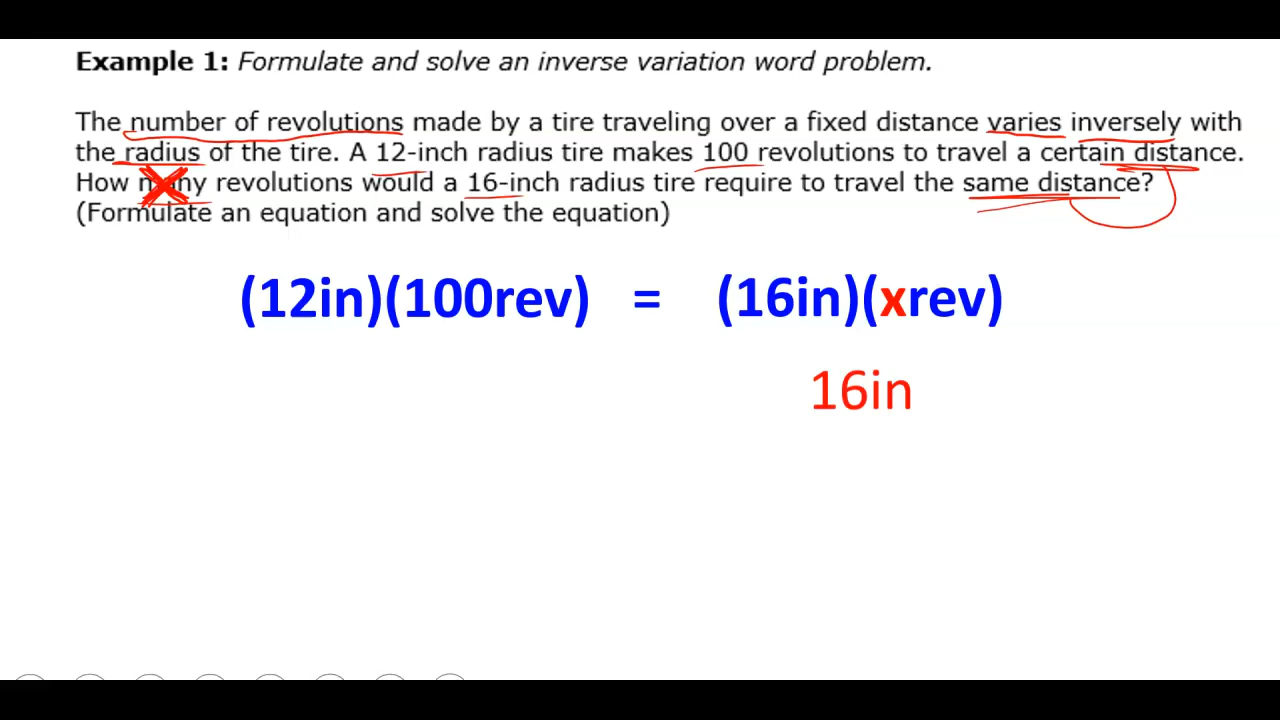 Example 1: Formulate and solve an inverse variation word problem.
The number of revolutions made by a tire traveling over a fixed distance varies inversely with
the radius of the tire. A 12-inch radius tire makes 100 revolutions to travel a certain distance.
How many revolutions would a 16-inch radius tire require to travel the same distance?
(Formulate an equation and solve the equation)
(12in)(100rev) = (16in)(xrev)
16in